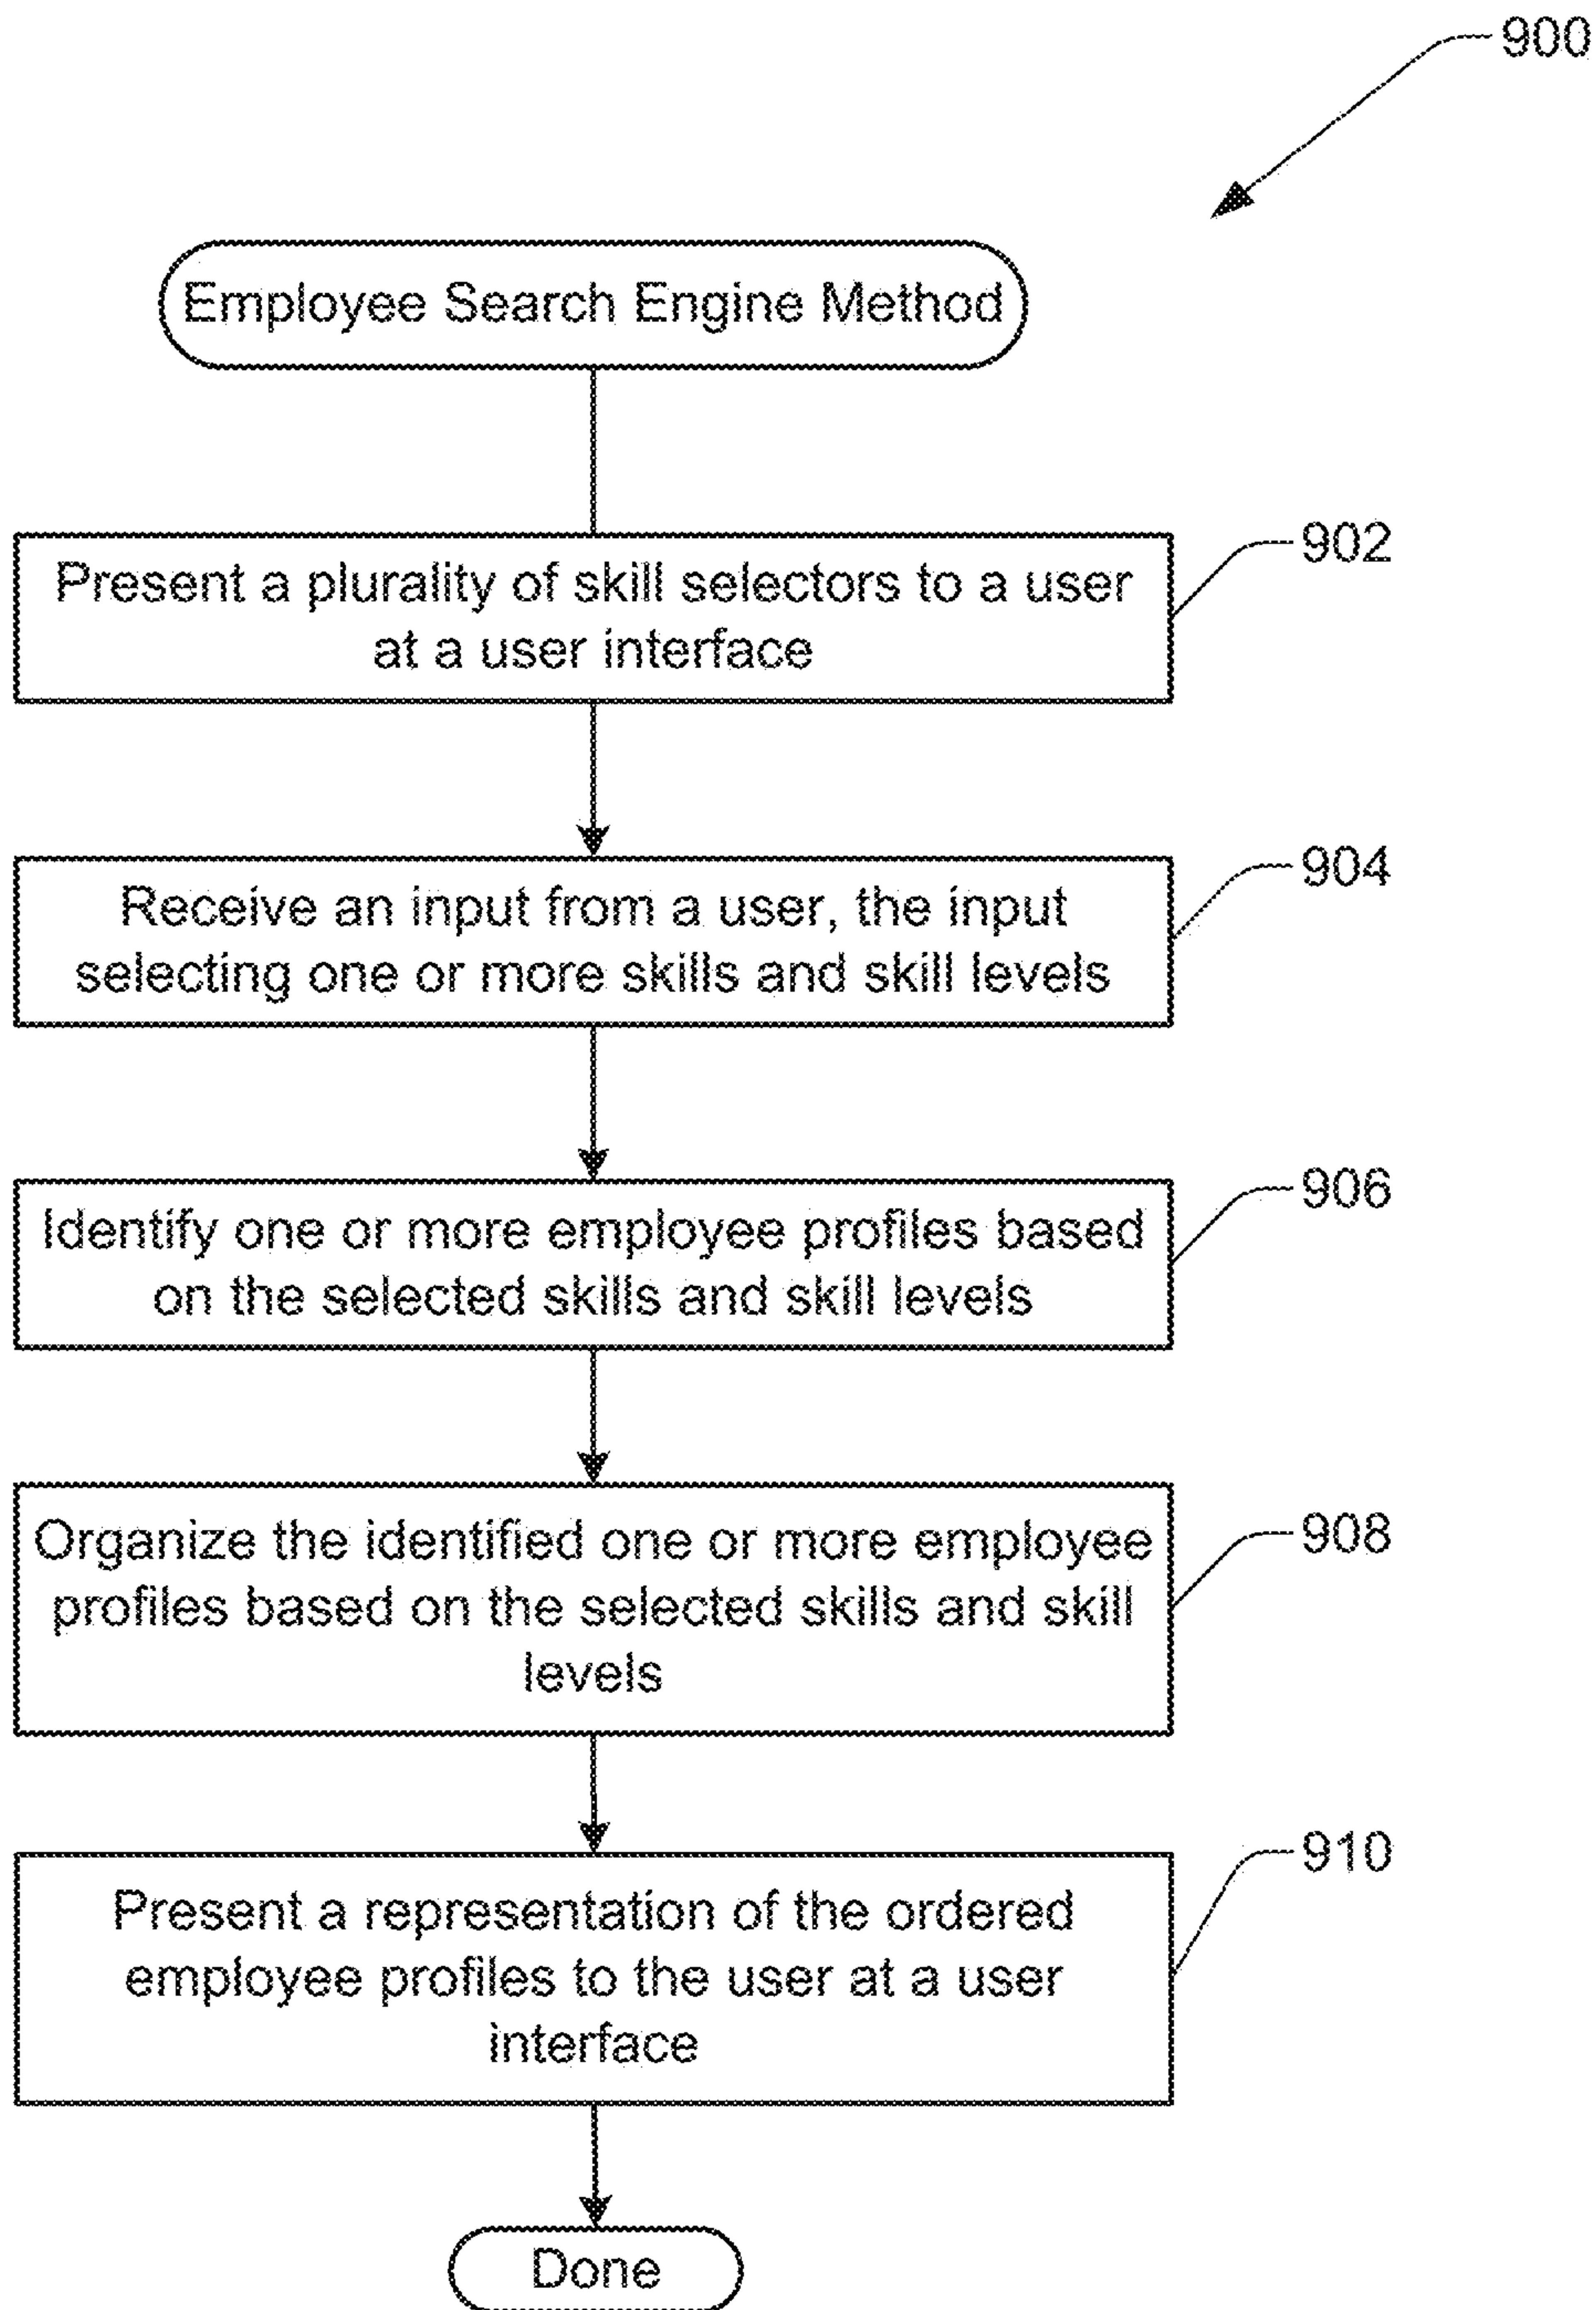 900
Employee Search Engine Method
902
Present a plurality of skill selectors to a user
at a user interface
904
Receive an input from a user, the input
selecting one or more skills and skill levels
906
Identify one or more employee profiles based
on the selected skills and skill levels
908
Organize the identified one or more employee
profiles based on the selected skills and skill
levels
910
Present a representation of the ordered
employee profiles to the user at a user
interface
Done